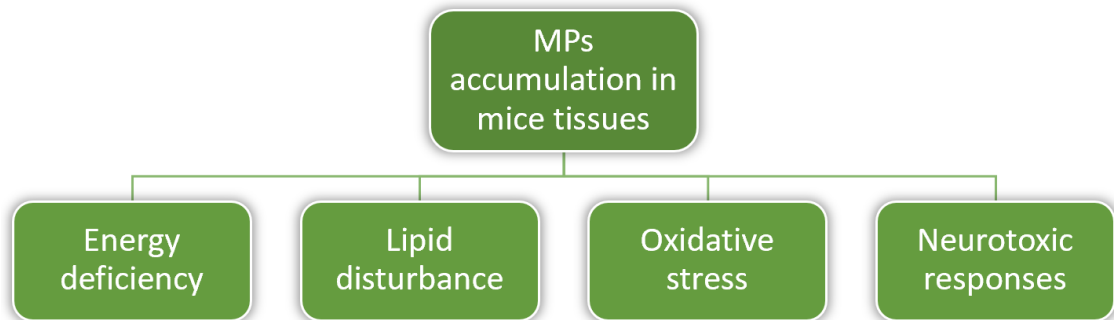 MPs
accumulation in
mice tissues
Energy
deficiency
Lipid
disturbance
Oxidative
stress
Neurotoxic
responses